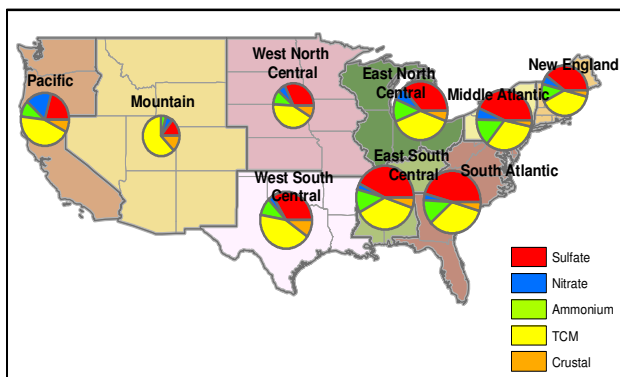 Pacific
Mountain
West North
Central
East North
Central
New England
Middle Atlantic
West South
Central
East South
Central
South Atlantic
Sulfate
Nitrate
Ammonium
TCM
Crustal